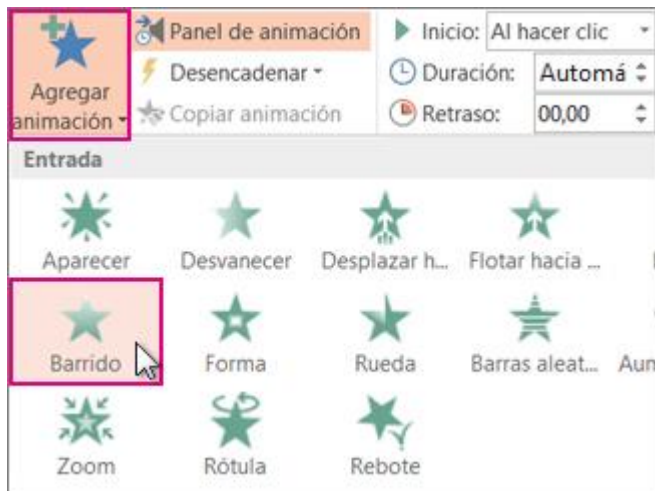 Agregar animación
Panel de animación
Desencadenar
Copiar animación
Inicio: Al hacer clic
Duración: Automá
Retraso: 00,00
Entrada
Aparecer Desvanecer Desplazar h... Flotar hacia ...
Barrido Forma Rueda Barras aleat... Aun
Zoom Rótula Rebote